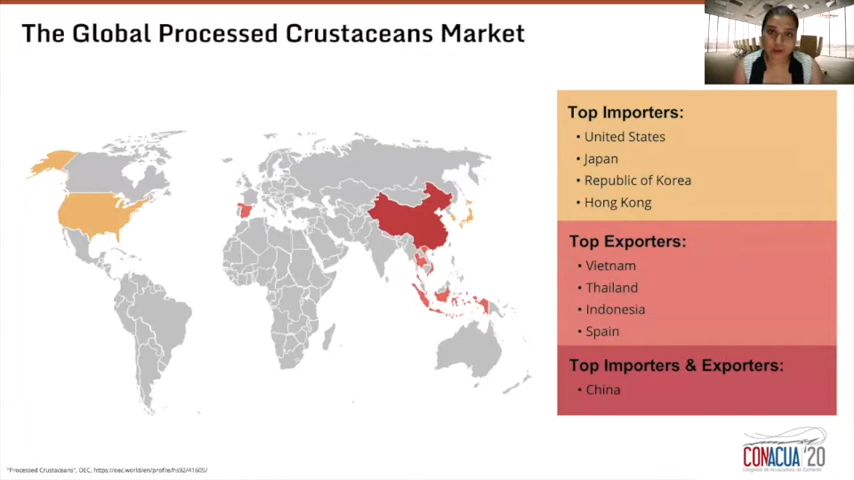 The Global Processed Crustaceans Market
Top Importers:
• United States
• Japan
• Republic of Korea
• Hong Kong
Top Exporters:
• Vietnam
• Thailand
• Indonesia
• Spain
Top Importers & Exporters:
• China
CONACUA '20
"Processed Crustaceans", OEC, https://oec.world/en/profile/hs92/41605/